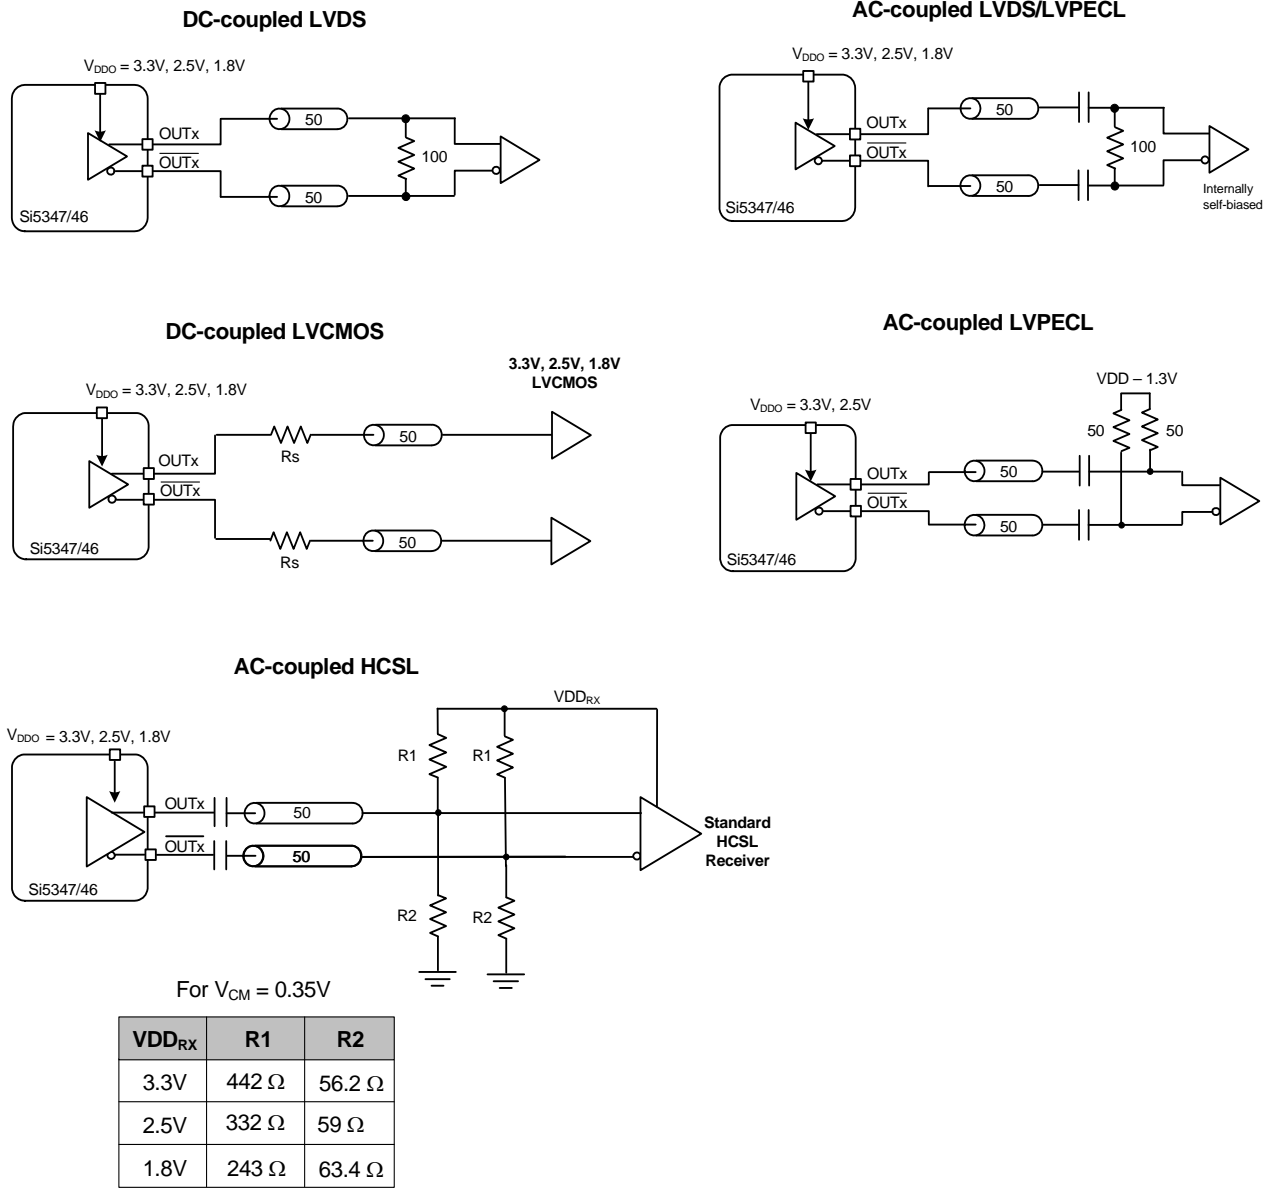 DC-coupled LVDS
VDDO = 3.3V, 2.5V, 1.8V
OUTx
OUTx
50
50
100
Si5347/46
AC-coupled LVDS/LVPECL
VDDO = 3.3V, 2.5V, 1.8V
OUTx
OUTx
50
50
100
Internally
self-biased
Si5347/46
DC-coupled LVCMOS
VDDO = 3.3V, 2.5V, 1.8V
3.3V, 2.5V, 1.8V
LVCMOS
OUTx
OUTx
Rs
50
Rs
50
Si5347/46
AC-coupled LVPECL
VDD – 1.3V
VDDO = 3.3V, 2.5V
50
50
OUTx
OUTx
50
50
Si5347/46
AC-coupled HCSL
VDDRX
VDDO = 3.3V, 2.5V, 1.8V
R1
R1
OUTx
OUTx
50
50
Standard
HCSL
Receiver
Si5347/46
R2
R2
For VCM = 0.35V
VDDRX R1 R2
3.3V 442 Ω 56.2 Ω
2.5V 332 Ω 59 Ω
1.8V 243 Ω 63.4 Ω